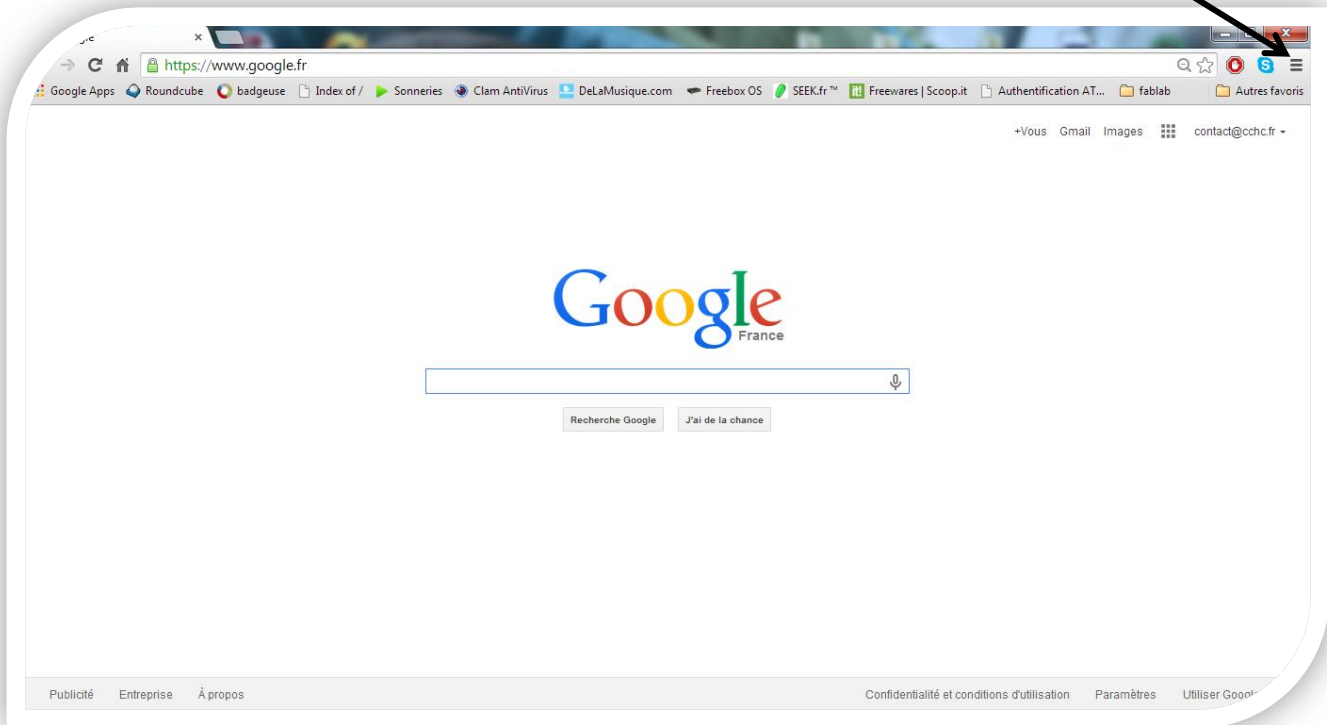 https://www.google.fr
Google Apps Roundcube badgeuse Index of / Sonneries Clam AntiVirus DeLaMusique.com Freebox OS SEEK.fr™ it! Freewares | Scoop.it Authentification AT... fablab Autres favoris
+Vous Gmail Images contact@cchc.fr
Google
France
Recherche Google J'ai de la chance
Publicité Entreprise À propos Confidentialité et conditions d'utilisation Paramètres Utiliser